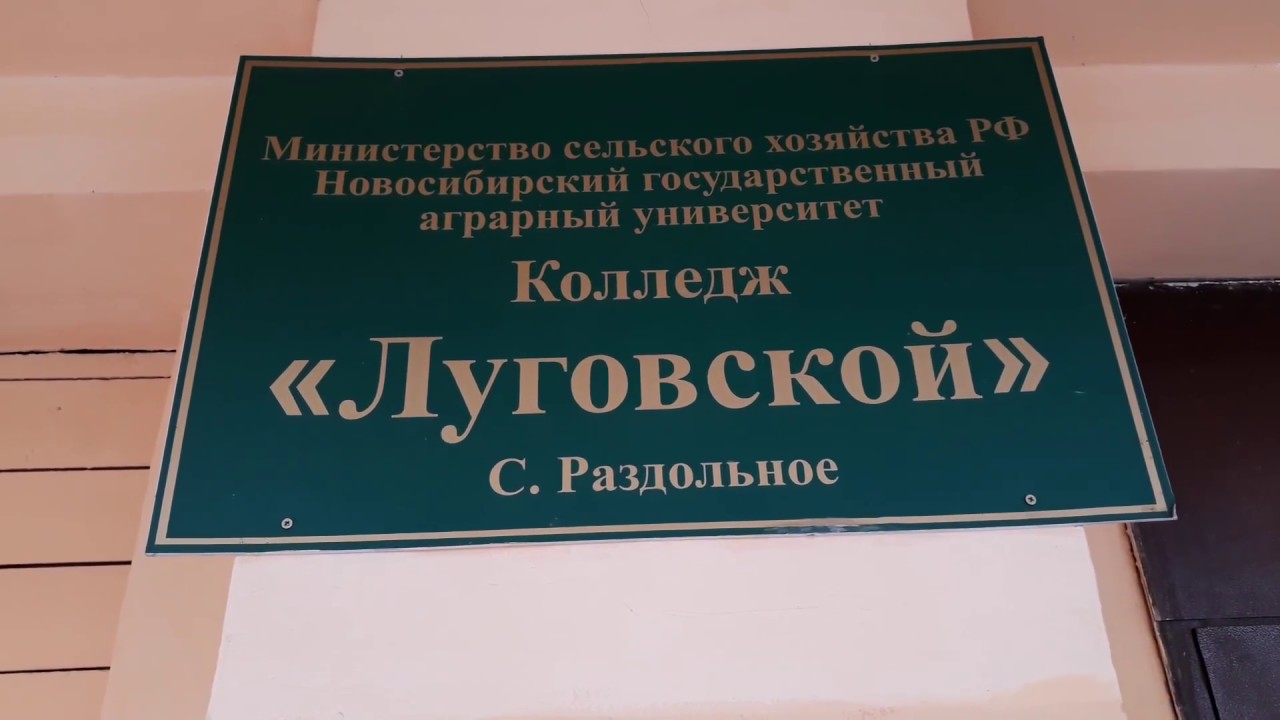 Министерство сельского хозяйства РФ
Новосибирский государственный
аграрный университет
Колледж
«Луговской»
С. Раздольное